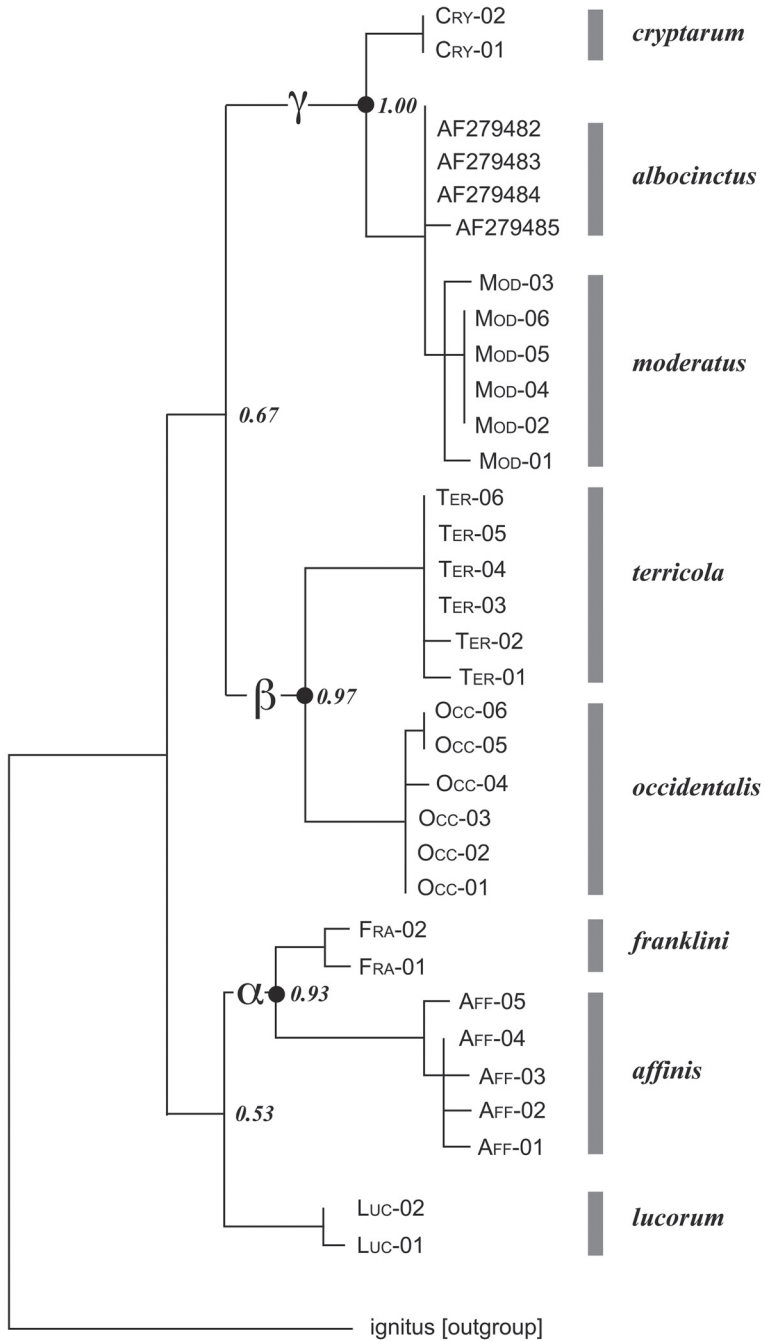 CRY-02
CRY-01
cryptarum
γ
1.00
AF279482
AF279483
AF279484
AF279485
albocinctus
MOD-03
MOD-06
MOD-05
MOD-04
MOD-02
MOD-01
moderatus
0.67
TER-06
TER-05
TER-04
TER-03
TER-02
TER-01
terricola
β
0.97
OCC-06
OCC-05
OCC-04
OCC-03
OCC-02
OCC-01
occidentalis
FRA-02
FRA-01
franklini
α
0.93
AFF-05
AFF-04
AFF-03
AFF-02
AFF-01
affinis
0.53
LUC-02
LUC-01
lucorum
ignitus [outgroup]